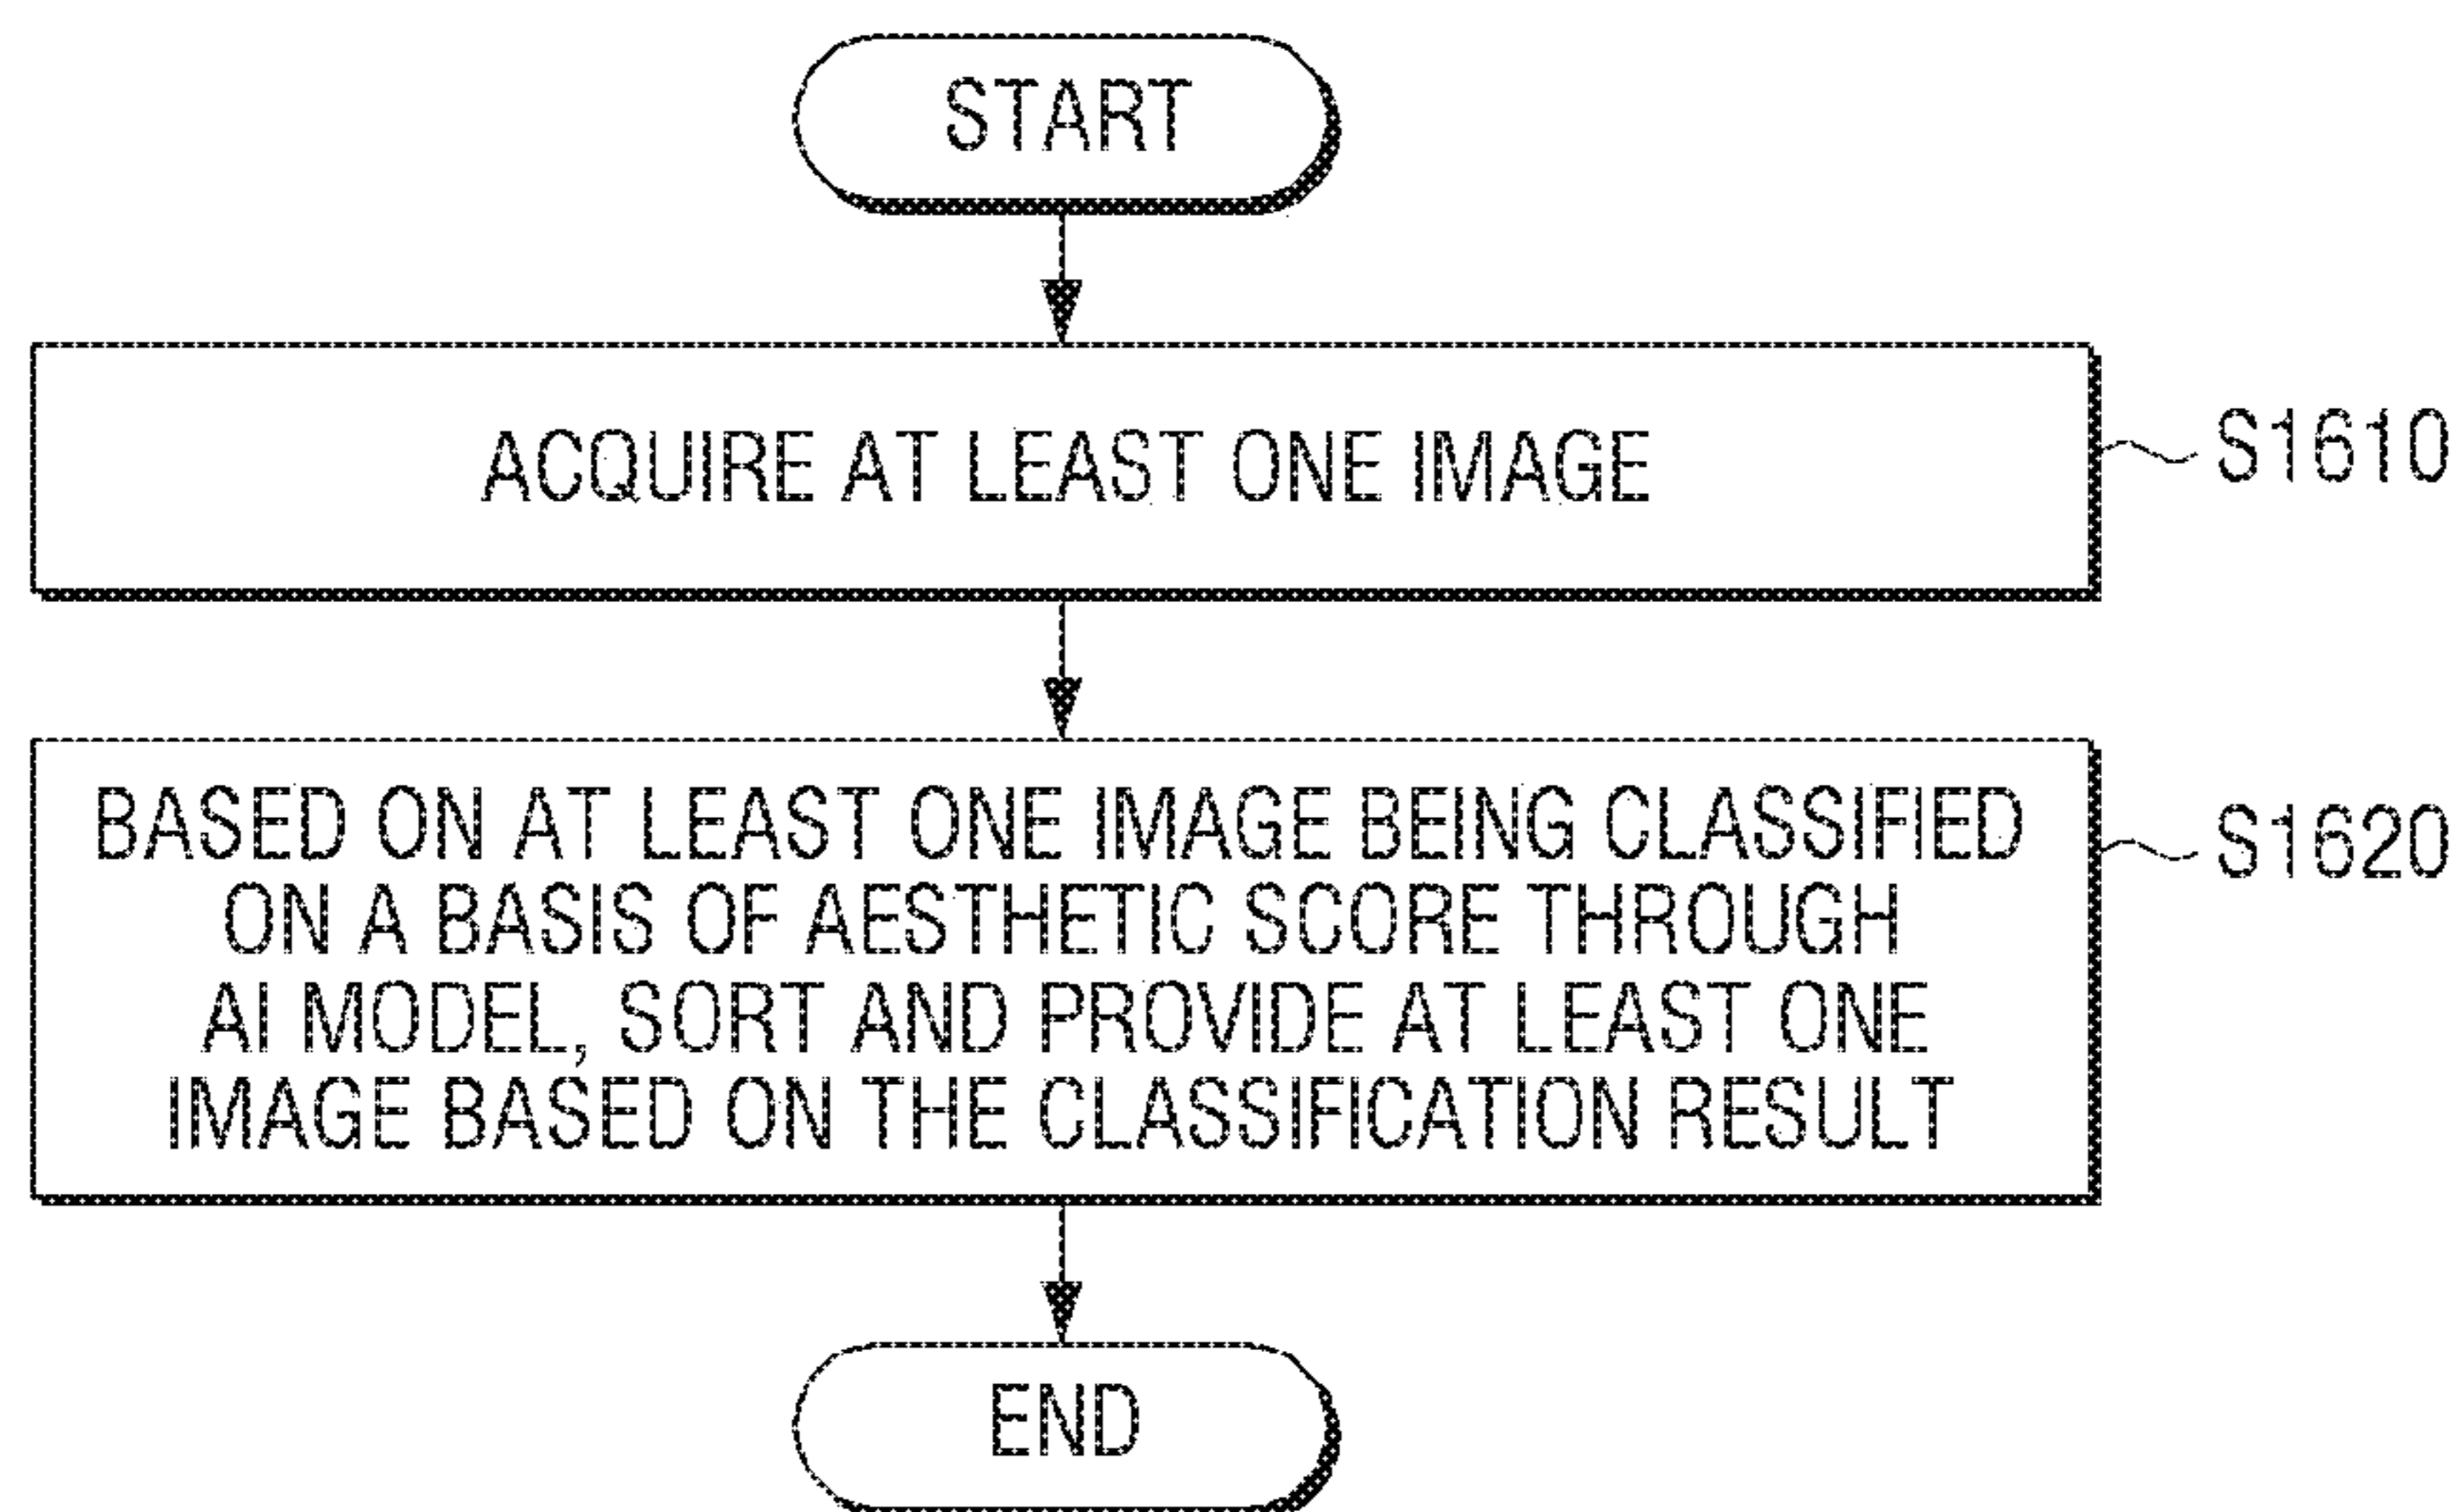 START
ACQUIRE AT LEAST ONE IMAGE
S1610
BASED ON AT LEAST ONE IMAGE BEING CLASSIFIED
ON A BASIS OF AESTHETIC SCORE THROUGH
AI MODEL, SORT AND PROVIDE AT LEAST ONE
IMAGE BASED ON THE CLASSIFICATION RESULT
S1620
END